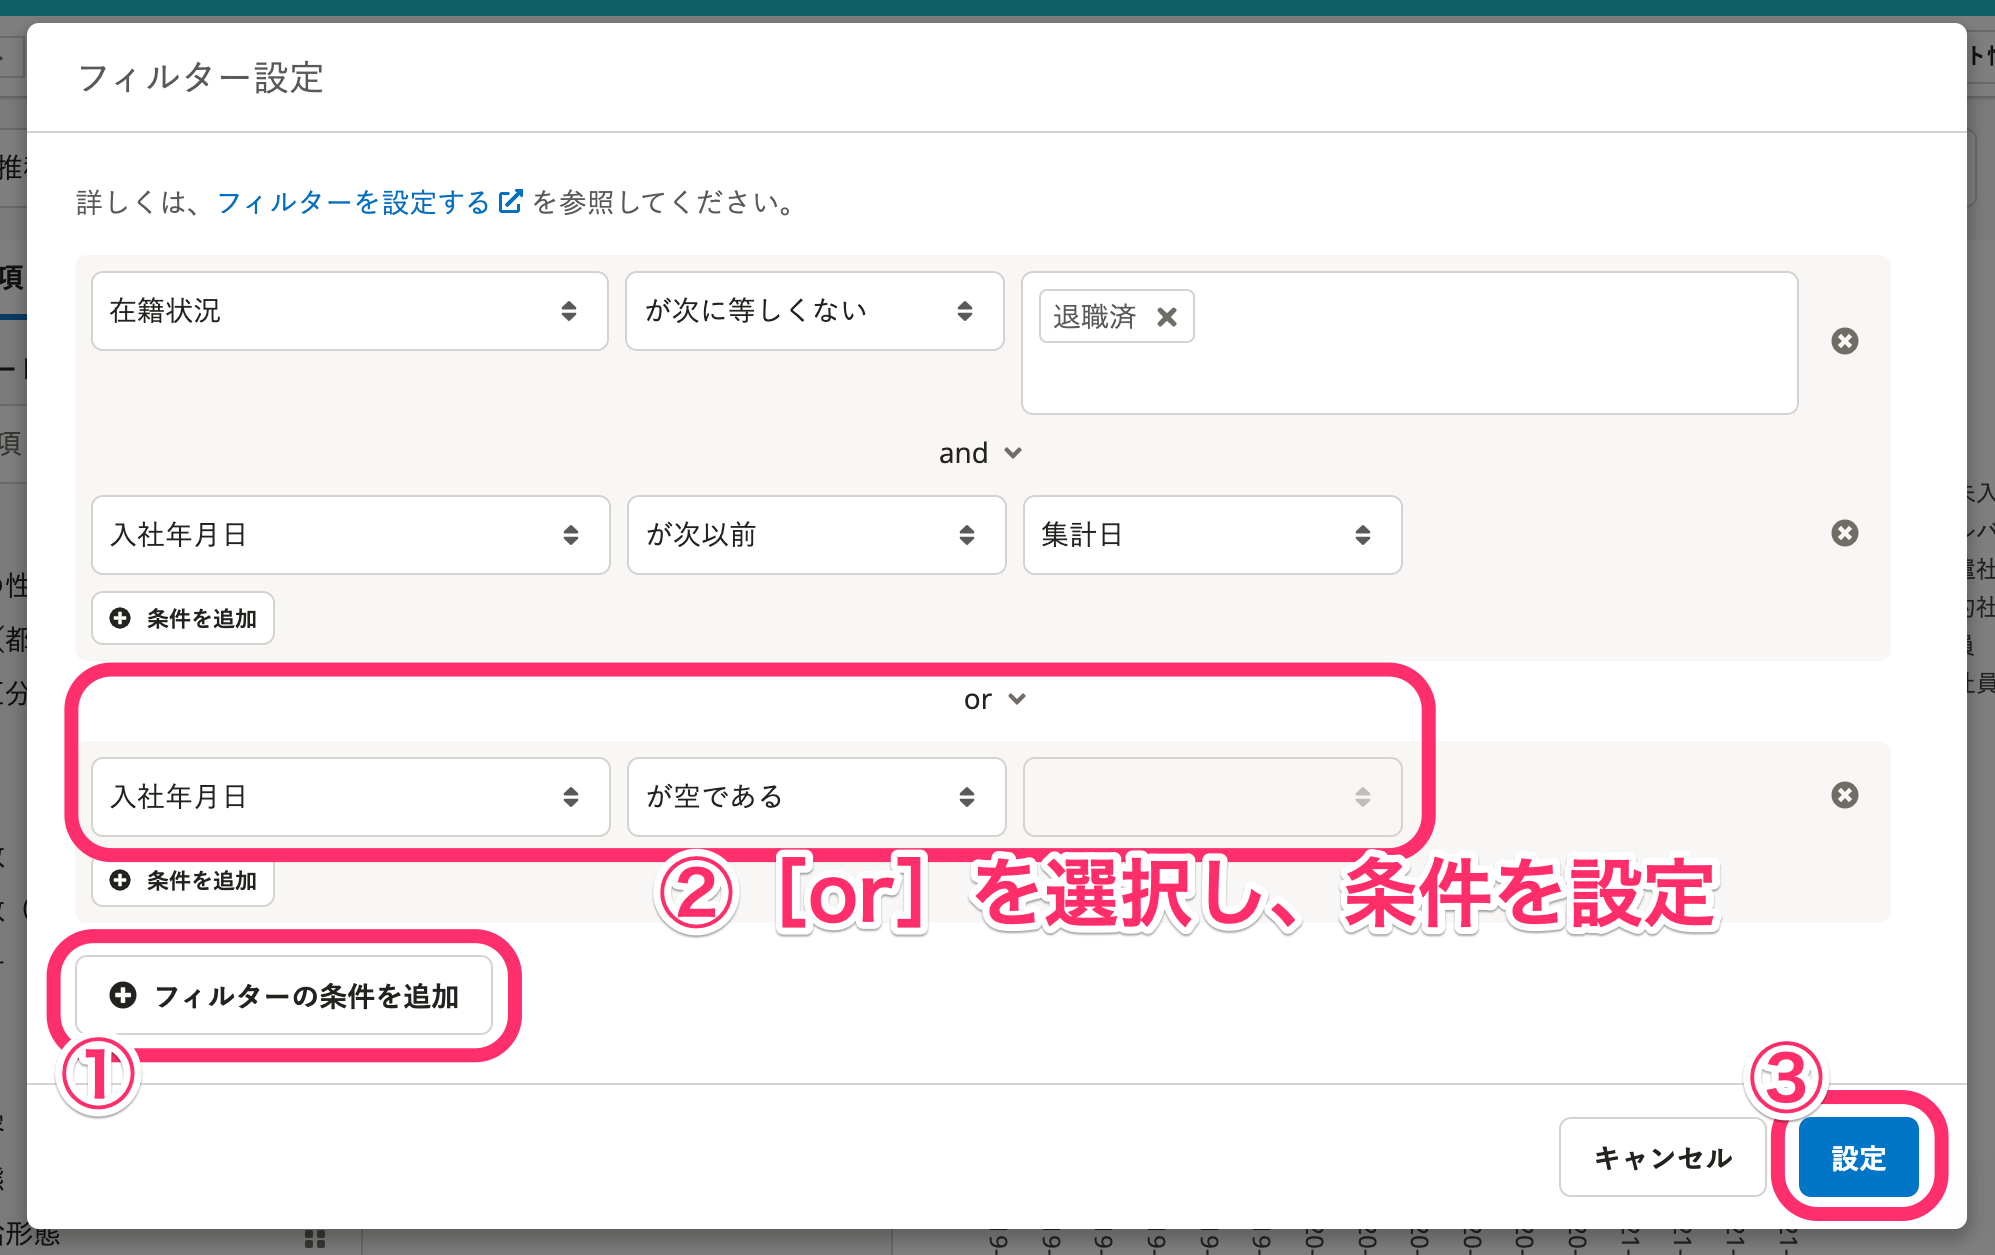 フィルター設定
詳しくは、フィルターを設定する を参照してください。
在籍状況 が次に等しくない 退職済
and
入社年月日 が次以前 集計日
条件を追加
or
入社年月日 が空である
条件を追加
② [or] を選択し、条件を設定
フィルターの条件を追加
①
③
キャンセル 設定